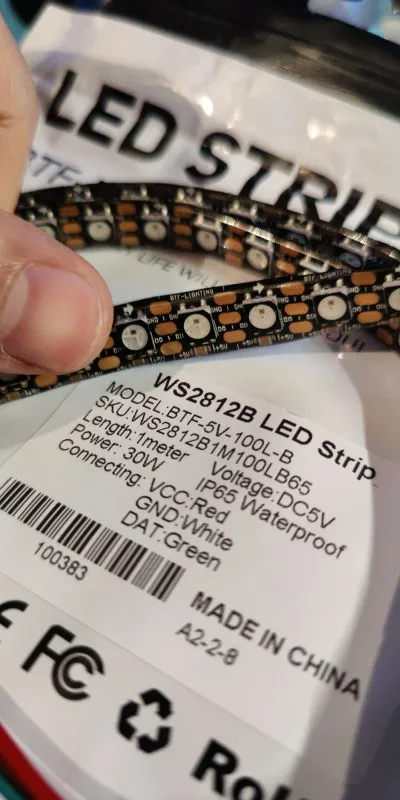 LED STRIP
BTF-LIGHTING
WS2812B LED Strip
MODEL:BTF-5V-100L-B
SKU:WS2812B1M100LB65
Length:1meter Voltage:DC5V
Power: 30W IP65 Waterproof
Connecting: VCC:Red
GND:White
DAT:Green
100383
MADE IN CHINA
A2-2-8
FC